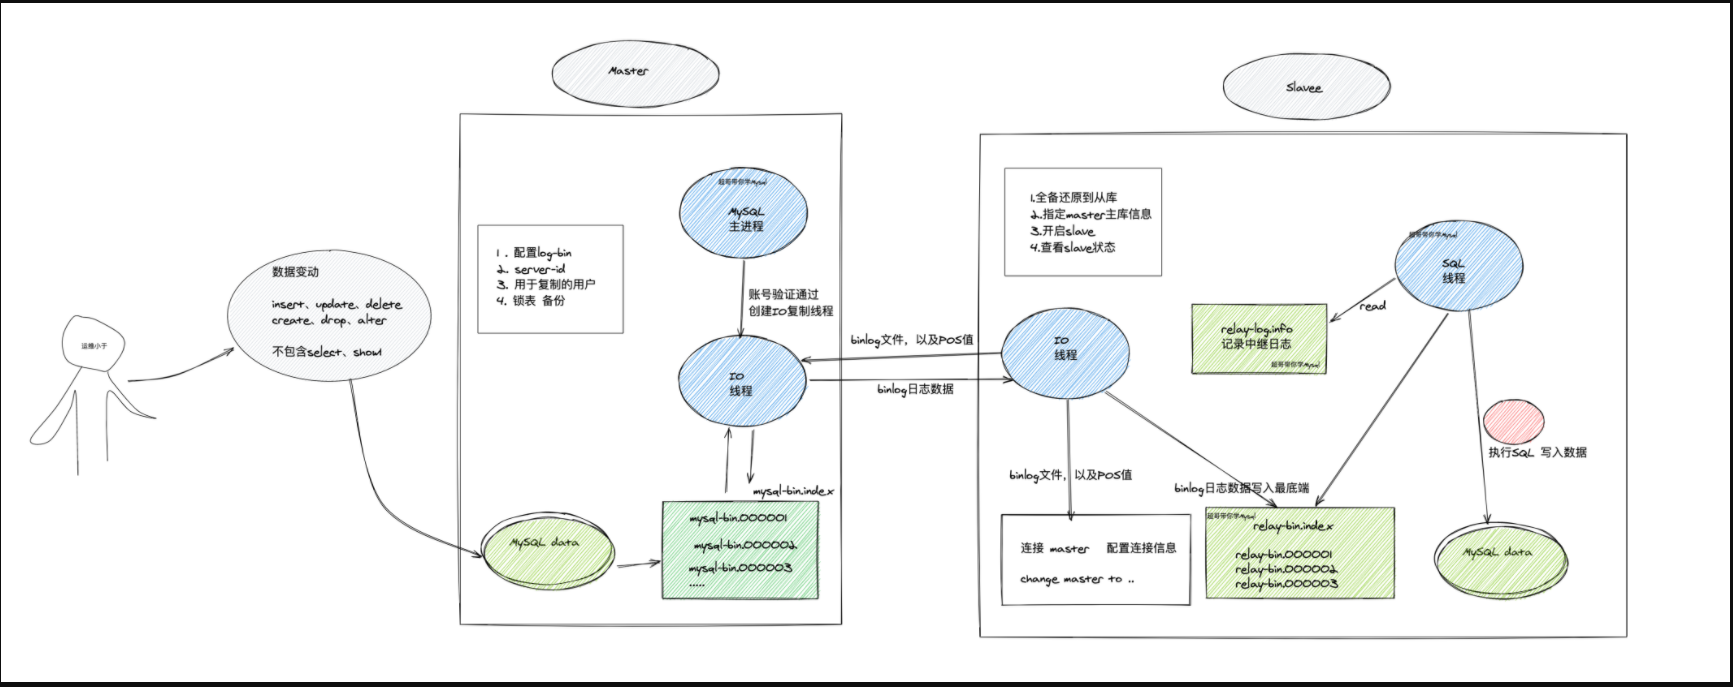 Master
Slavee
超哥带你学Mysql
MySQL
主进程
1. 配置log-bin
2. server-id
3. 用于复制的用户
4. 锁表 备份
账号验证通过
创建IO复制线程
数据变动
insert、update、delete
create、drop、alter
不包含select、show
运维小于
IO
线程
binlog文件，以及POS值
binlog日志数据
mysql-bin.index
mysql-bin.000001
mysql-bin.000002
mysql-bin.000003
.....
MySQL data
1.全备还原到从库
2.指定master主库信息
3.开启slave
4.查看slave状态
IO
线程
超哥带你学Mysql
SQL
线程
read
relay-log.info
记录中继日志
超哥带你学Mysql
执行SQL 写入数据
binlog文件，以及POS值
binlog日志数据写入最底端
连接 master 配置连接信息
change master to ..
超哥带你学Mysql
relay-bin.index
relay-bin.000001
relay-bin.000002
relay-bin.000003
MySQL data